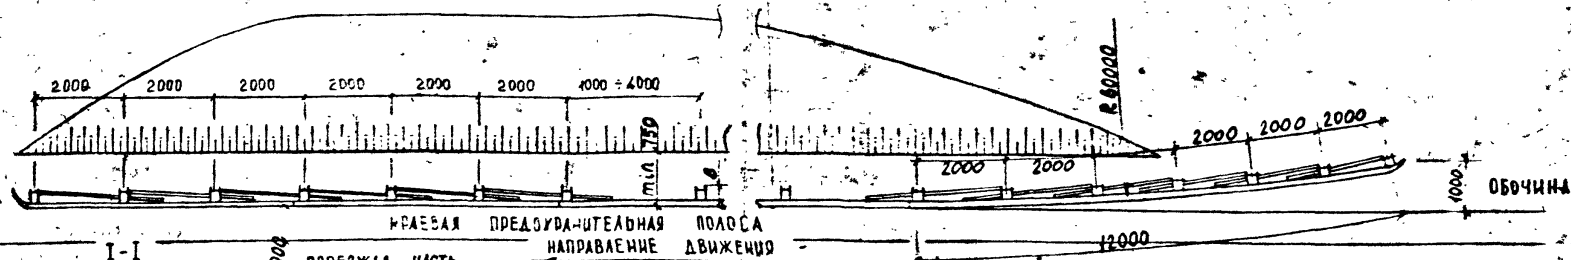 2000 2000 2000 2000 2000 2000 1000÷4000
R 60000
min 750
2000 2000 2000 2000 2000
1000
ОБОЧИНА
КРАЕВАЯ ПРЕДОХРАНИТЕЛЬНАЯ ПОЛОСА
НАПРАВЛЕНИЕ ДВИЖЕНИЯ
12000
I-I